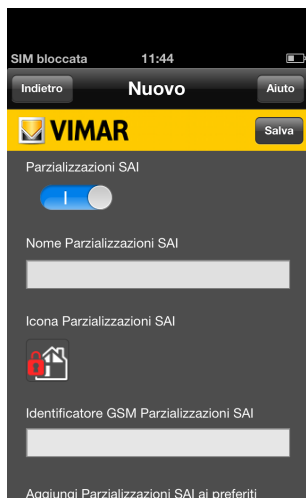 SIM bloccata 11:44
Indietro Nuovo Aiuto
VIMAR Salva
Parzializzazioni SAI
Nome Parzializzazioni SAI
Icona Parzializzazioni SAI
Identificatore GSM Parzializzazioni SAI
Aggiungi Parzializzazioni SAI ai preferiti